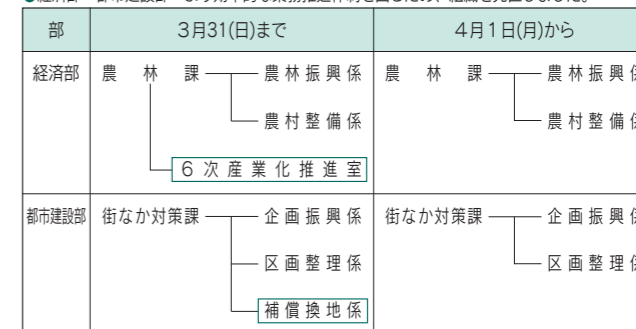 部 3月31(日)まで 4月1日(月)から
経済部 農林課 農林振興係 農林課 農林振興係
農村整備係 農村整備係
6次産業化推進室
都市建設部 街なか対策課 企画振興係 街なか対策課 企画振興係
区画整理係 区画整理係
補償換地係